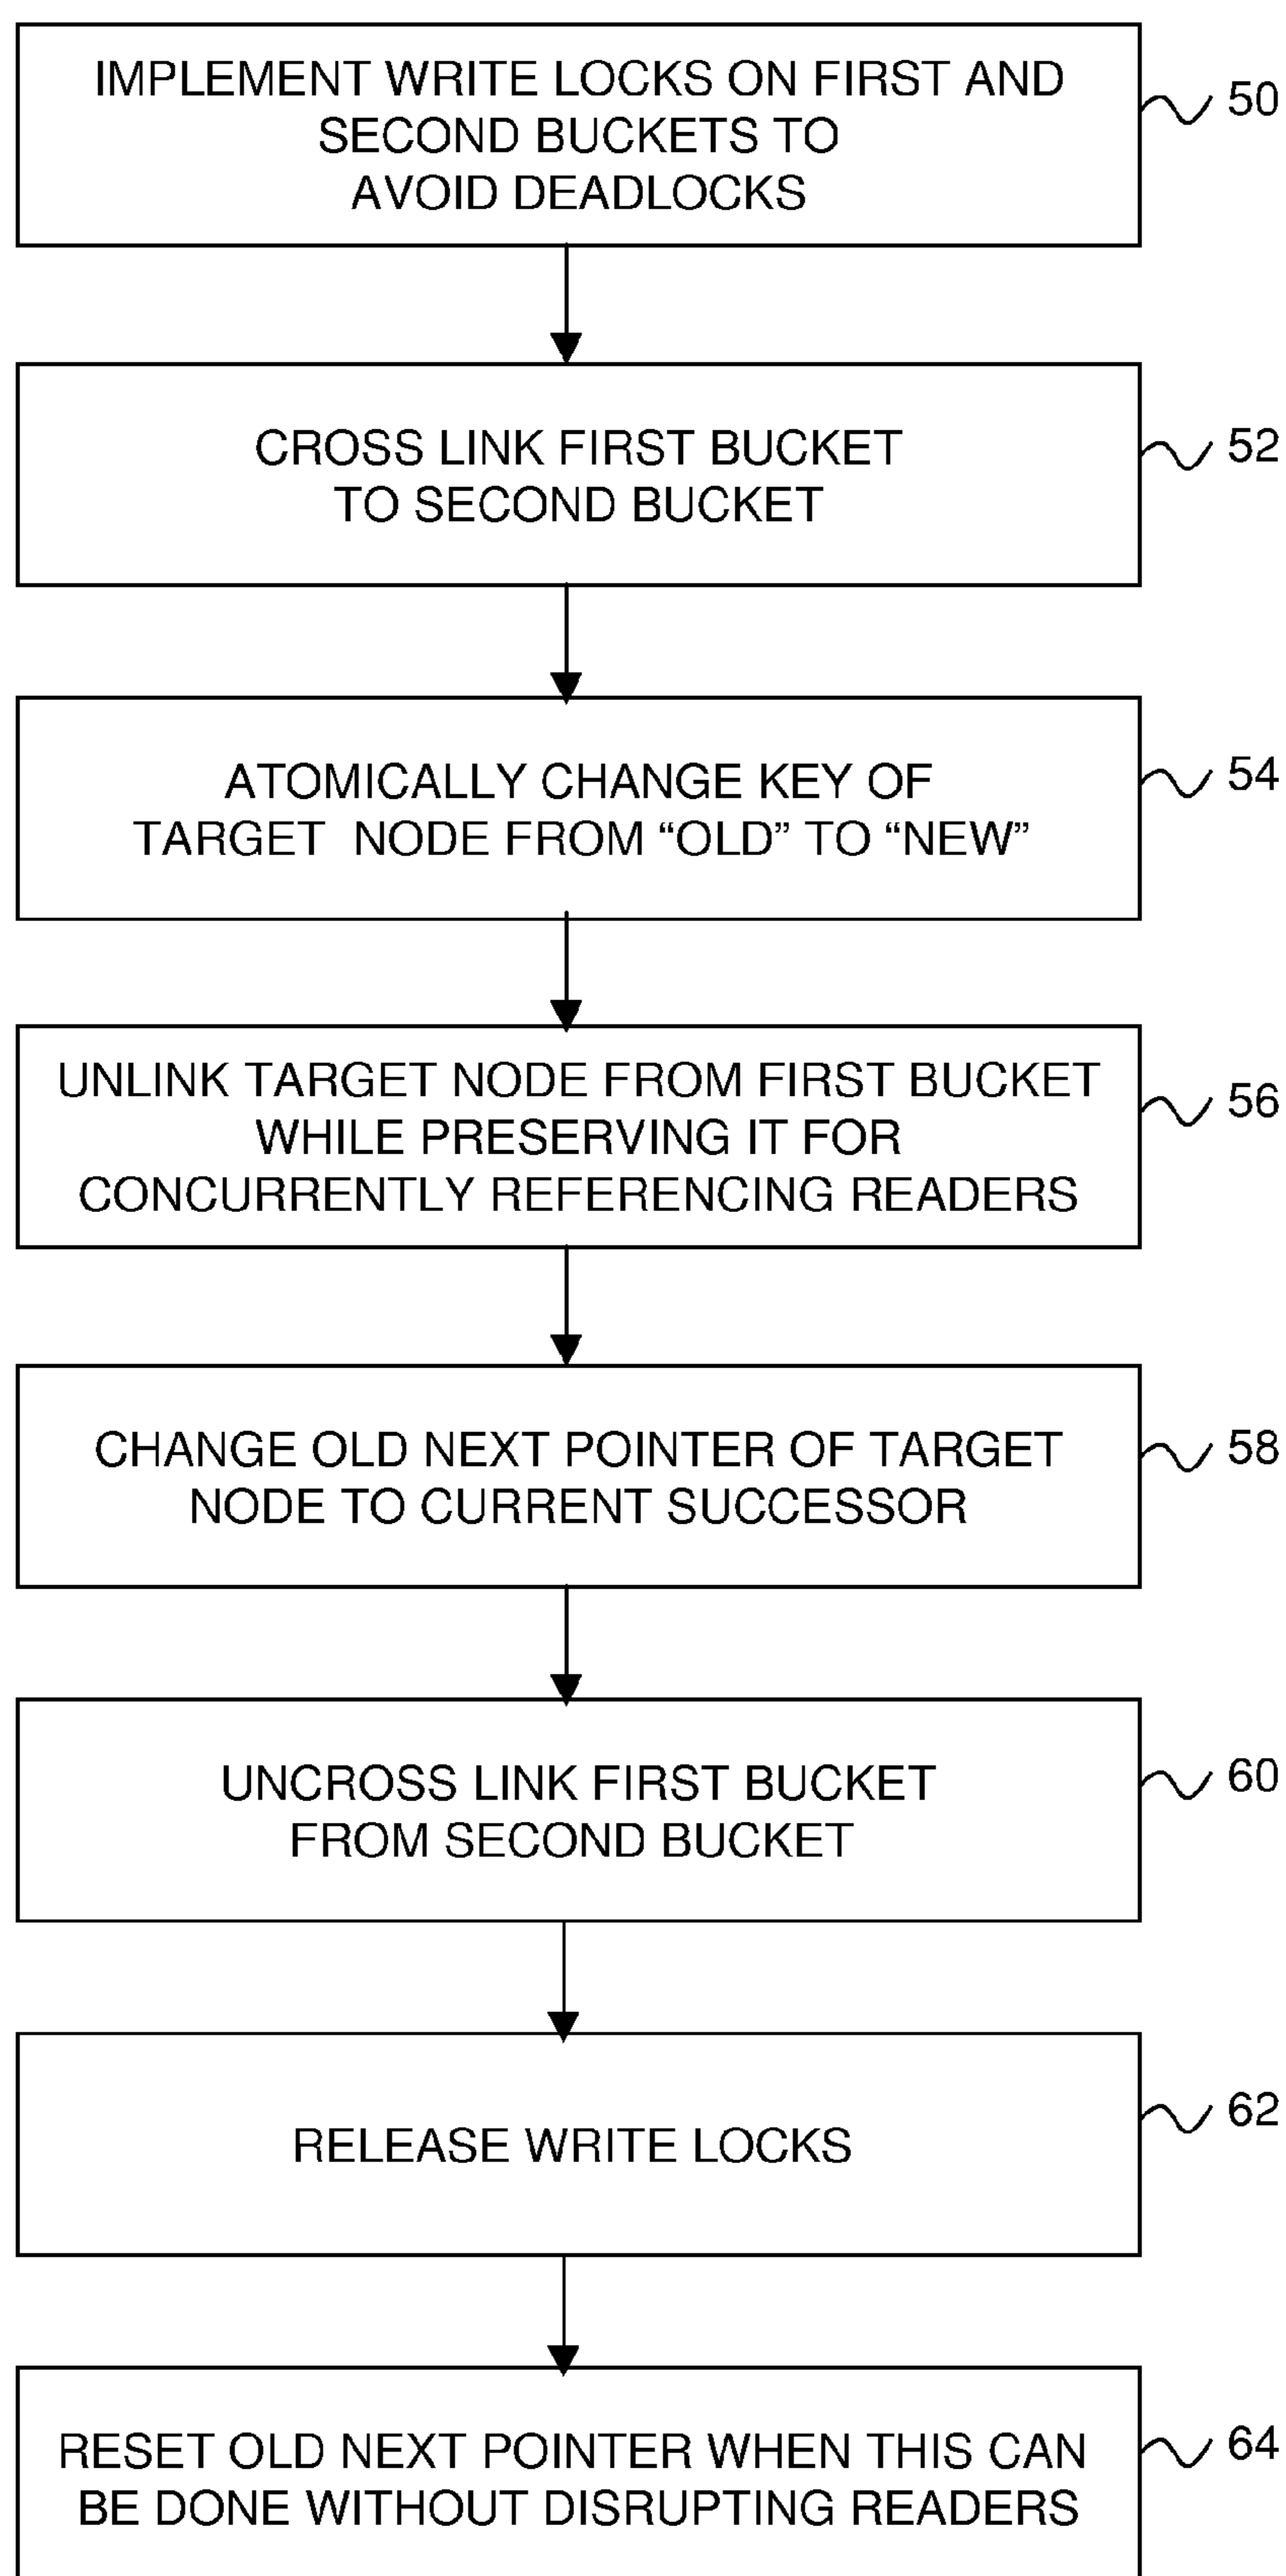 IMPLEMENT WRITE LOCKS ON FIRST AND
SECOND BUCKETS TO
AVOID DEADLOCKS
50
CROSS LINK FIRST BUCKET
TO SECOND BUCKET
52
ATOMICALLY CHANGE KEY OF
TARGET NODE FROM “OLD” TO “NEW”
54
UNLINK TARGET NODE FROM FIRST BUCKET
WHILE PRESERVING IT FOR
CONCURRENTLY REFERENCING READERS
56
CHANGE OLD NEXT POINTER OF TARGET
NODE TO CURRENT SUCCESSOR
58
UNCROSS LINK FIRST BUCKET
FROM SECOND BUCKET
60
RELEASE WRITE LOCKS
62
RESET OLD NEXT POINTER WHEN THIS CAN
BE DONE WITHOUT DISRUPTING READERS
64